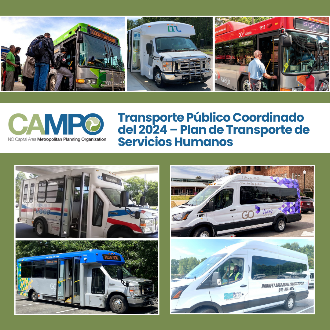 CAMPO
NC Capital Area Metropolitan Planning Organization
Transporte Público Coordinado
del 2024 – Plan de Transporte de
Servicios Humanos
GO